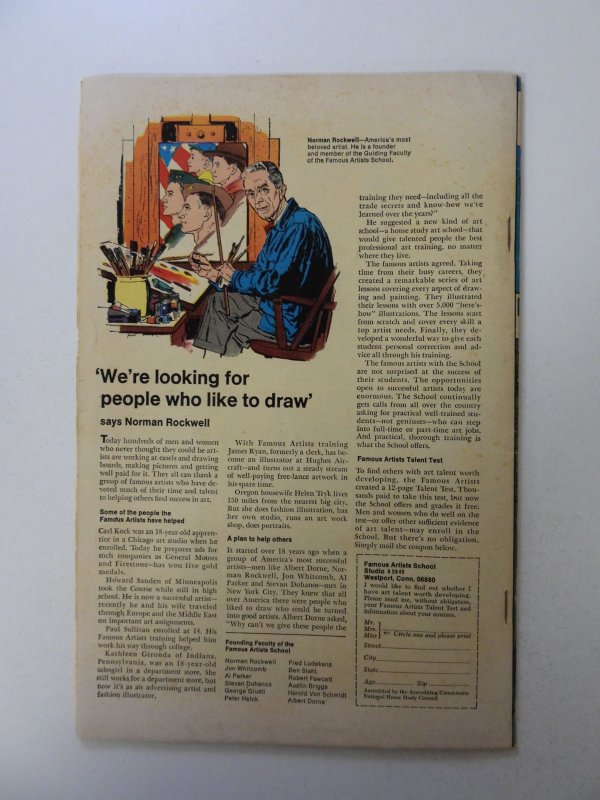 Norman Rockwell—America's most
beloved artist. He is a founder
and member of the Guiding Faculty
of the Famous Artists School.
'We're looking for
people who like to draw'
says Norman Rockwell
Today hundreds of men and women
who never thought they could be art-
ists are working at easels and drawing
boards, making pictures and getting
well paid for it. They all can thank a
group of famous artists who have de-
voted much of their time and talent
to helping others find success in art.
Some of the people the
Famous Artists have helped
Carl Kock was an 18-year-old appren-
tice in a Chicago art studio when he
enrolled. Today he prepares ads for
such companies as General Motors
and Firestone—has won five gold
medals.
Howard Sanden of Minneapolis
took the Course while still in high
school. He is now a successful artist—
recently he and his wife traveled
through Europe and the Middle East
on important art assignments.
Paul Sullivan enrolled at 14. His
Famous Artists training helped him
work his way through college.
Kathleen Gironda of Indiana,
Pennsylvania, was an 18-year-old
salesgirl in a department store. She
still works for a department store, but
now it's as an advertising artist and
fashion illustrator.
With Famous Artists training
James Ryan, formerly a clerk, has be-
come an illustrator at Hughes Air-
craft—and turns out a steady stream
of well-paying free-lance artwork in
his spare time.
Oregon housewife Helen Tryk lives
150 miles from the nearest big city.
But she does fashion illustration, has
her own studio, runs an art work
shop, does portraits.
A plan to help others
It started over 18 years ago when a
group of America's most successful
artists—men like Albert Dorne, Nor-
man Rockwell, Jon Whitcomb, Al
Parker and Stevan Dohanos—met in
New York City. They knew that all
over America there were people who
liked to draw who could be turned
into good artists. Albert Dorne asked,
"Why can't we give these people the
Founding Faculty of the
Famous Artists School
Norman Rockwell
Jon Whitcomb
Al Parker
Stevan Dohanos
George Giusti
Peter Helck
Fred Ludekens
Ben Stahl
Robert Fawcett
Austin Briggs
Harold Von Schmidt
Albert Dorne
training they need—including all the
trade secrets and know-how we've
learned over the years?"
He suggested a new kind of art
school—a home study art school—that
would give talented people the best
professional art training, no matter
where they live.
The famous artists agreed. Taking
time from their busy careers, they
created a remarkable series of art
lessons covering every aspect of draw-
ing and painting. They illustrated
their lessons with over 5,000 "here's-
how" illustrations. The lessons start
from scratch and cover every skill a
top artist needs. Finally, they de-
veloped a wonderful way to give each
student personal correction and ad-
vice all through his training.
The famous artists with the School
are not surprised at the success of
their students. The opportunities
open to successful artists today are
enormous. The School continually
gets calls from all over the country
asking for practical well-trained stu-
dents—not geniuses—who can step
into full-time or part-time art jobs.
And practical, thorough training is
what the School offers.
Famous Artists Talent Test
To find others with art talent worth
developing, the Famous Artists
created a 12-page Talent Test. Thou-
sands paid to take this test, but now
the School offers and grades it free.
Men and women who do well on the
test—or offer other sufficient evidence
of art talent—may enroll in the
School. But there's no obligation.
Simply mail the coupon below.
Famous Artists School
Studio
Westport, Conn. 06880
I would like to find out whether I
have art talent worth developing.
Please send me, without obligation,
your Famous Artists Talent Test and
information about your courses.
Mr.
Mrs.
Miss
Circle one and please print
Street
City
State
Age Zip
Accredited by the Accrediting Commission
National Home Study Council